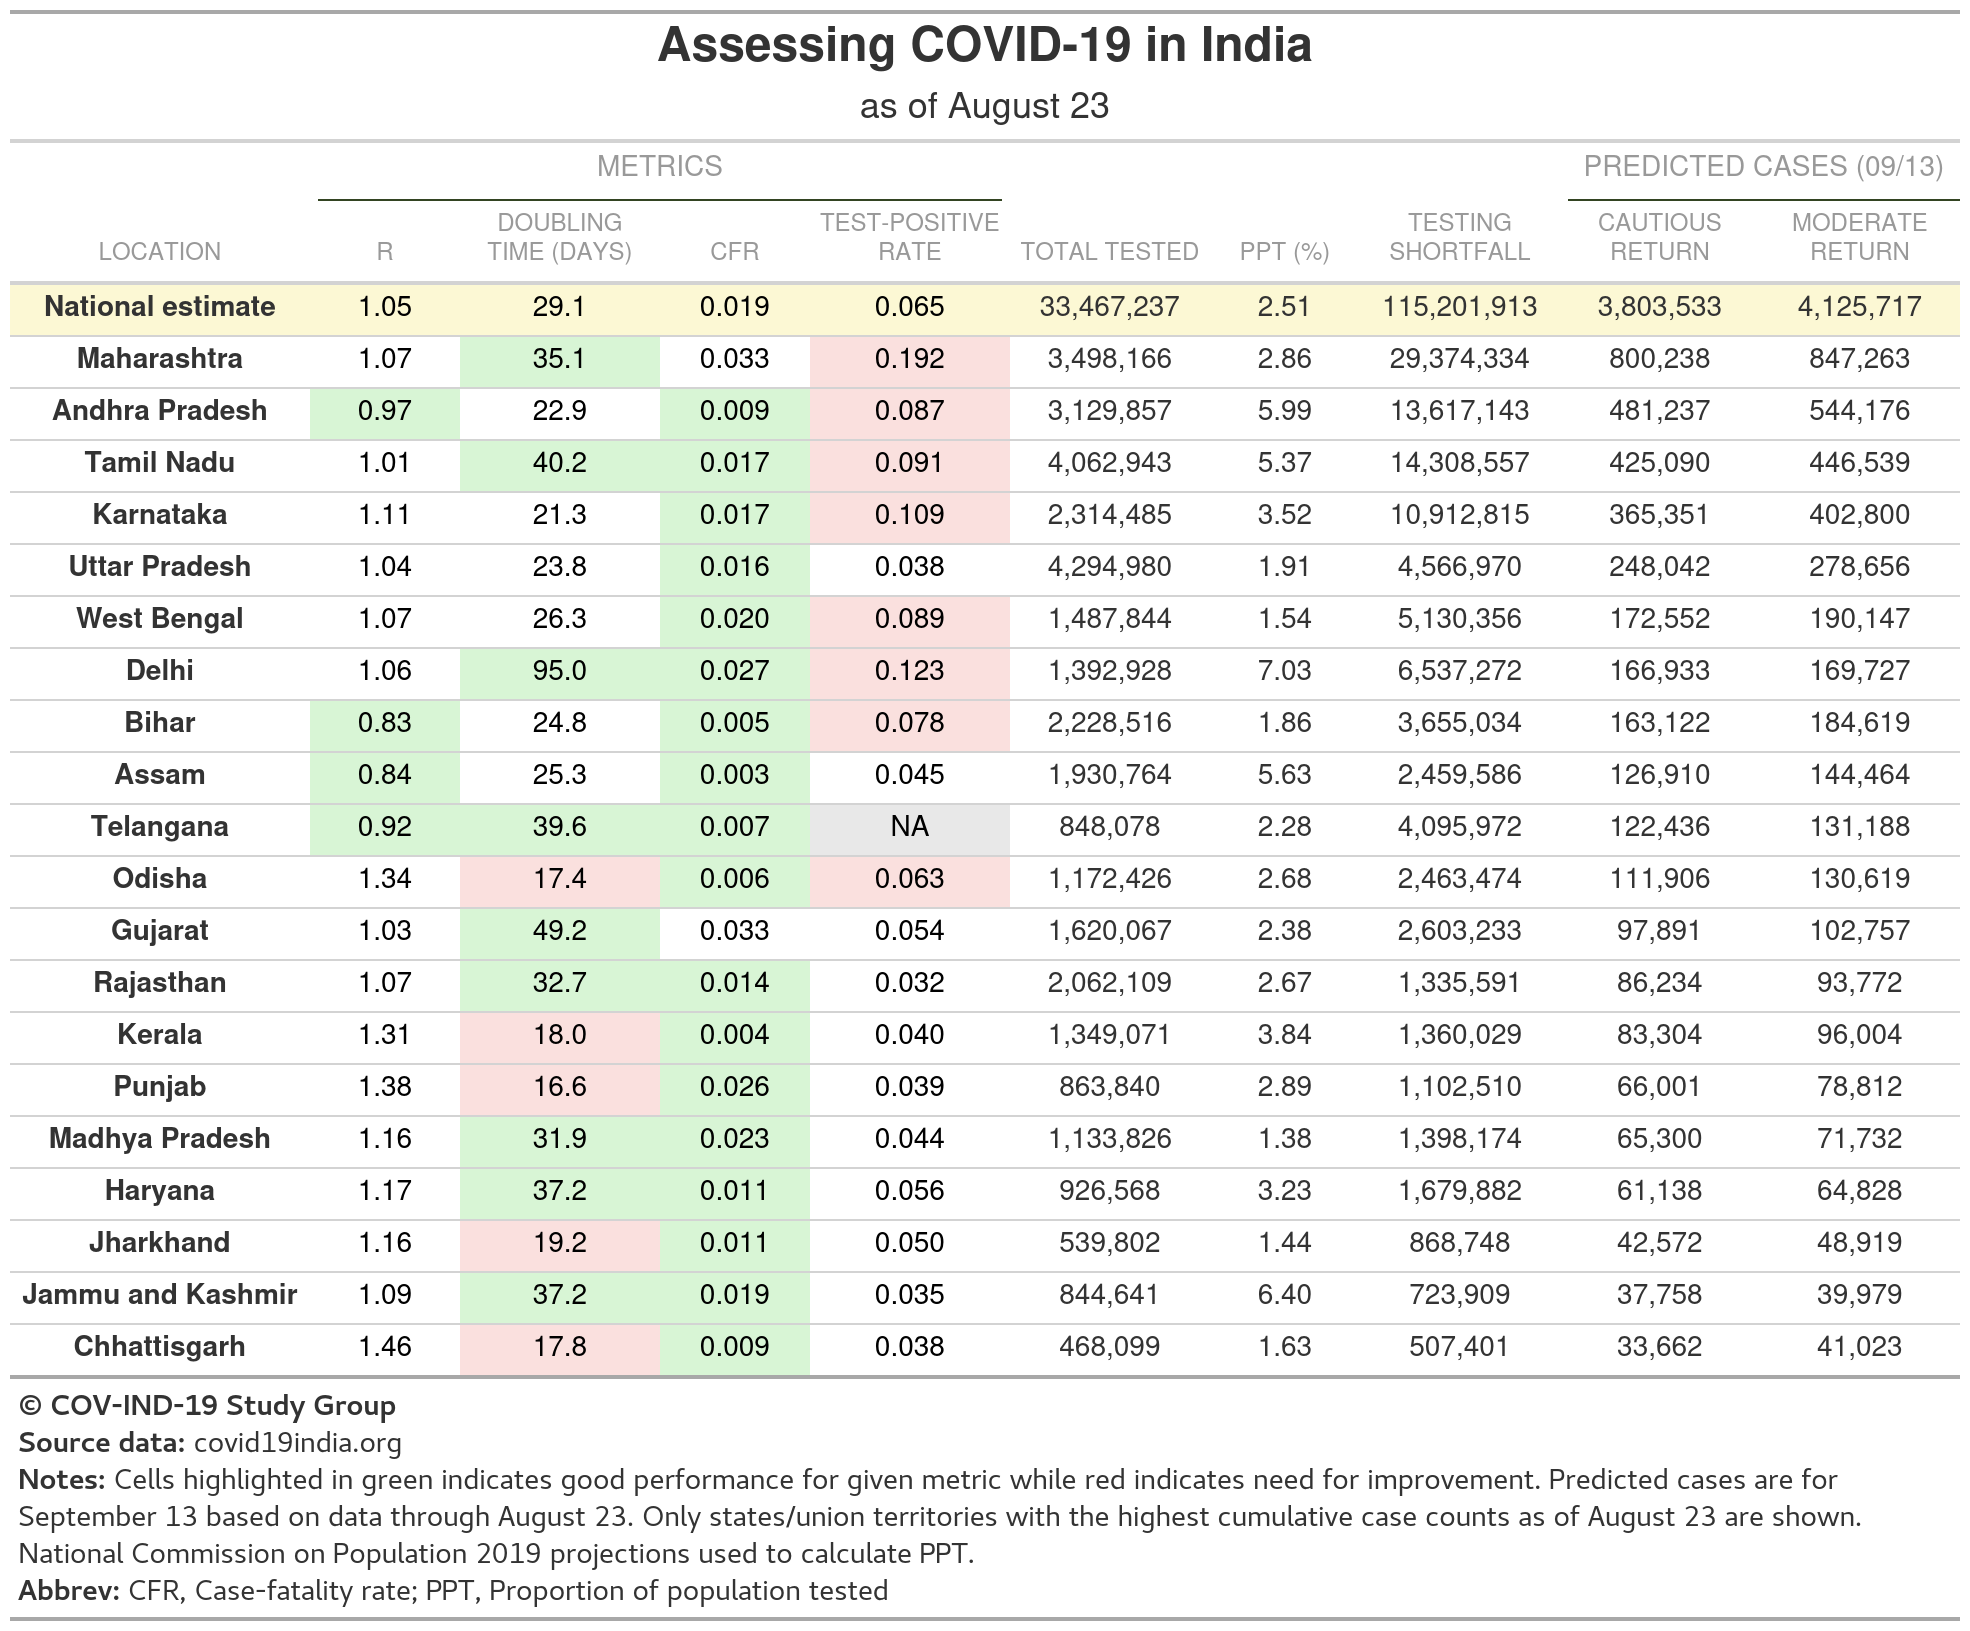 Assessing COVID-19 in India
as of August 23
METRICS PREDICTED CASES (09/13)
LOCATION R DOUBLING TIME (DAYS) CFR TEST-POSITIVE RATE TOTAL TESTED PPT (%) TESTING SHORTFALL CAUTIOUS RETURN MODERATE RETURN
National estimate 1.05 29.1 0.019 0.065 33,467,237 2.51 115,201,913 3,803,533 4,125,717
Maharashtra 1.07 35.1 0.033 0.192 3,498,166 2.86 29,374,334 800,238 847,263
Andhra Pradesh 0.97 22.9 0.009 0.087 3,129,857 5.99 13,617,143 481,237 544,176
Tamil Nadu 1.01 40.2 0.017 0.091 4,062,943 5.37 14,308,557 425,090 446,539
Karnataka 1.11 21.3 0.017 0.109 2,314,485 3.52 10,912,815 365,351 402,800
Uttar Pradesh 1.04 23.8 0.016 0.038 4,294,980 1.91 4,566,970 248,042 278,656
West Bengal 1.07 26.3 0.020 0.089 1,487,844 1.54 5,130,356 172,552 190,147
Delhi 1.06 95.0 0.027 0.123 1,392,928 7.03 6,537,272 166,933 169,727
Bihar 0.83 24.8 0.005 0.078 2,228,516 1.86 3,655,034 163,122 184,619
Assam 0.84 25.3 0.003 0.045 1,930,764 5.63 2,459,586 126,910 144,464
Telangana 0.92 39.6 0.007 NA 848,078 2.28 4,095,972 122,436 131,188
Odisha 1.34 17.4 0.006 0.063 1,172,426 2.68 2,463,474 111,906 130,619
Gujarat 1.03 49.2 0.033 0.054 1,620,067 2.38 2,603,233 97,891 102,757
Rajasthan 1.07 32.7 0.014 0.032 2,062,109 2.67 1,335,591 86,234 93,772
Kerala 1.31 18.0 0.004 0.040 1,349,071 3.84 1,360,029 83,304 96,004
Punjab 1.38 16.6 0.026 0.039 863,840 2.89 1,102,510 66,001 78,812
Madhya Pradesh 1.16 31.9 0.023 0.044 1,133,826 1.38 1,398,174 65,300 71,732
Haryana 1.17 37.2 0.011 0.056 926,568 3.23 1,679,882 61,138 64,828
Jharkhand 1.16 19.2 0.011 0.050 539,802 1.44 868,748 42,572 48,919
Jammu and Kashmir 1.09 37.2 0.019 0.035 844,641 6.40 723,909 37,758 39,979
Chhattisgarh 1.46 17.8 0.009 0.038 468,099 1.63 507,401 33,662 41,023
© COV-IND-19 Study Group
Source data: covid19india.org
Notes: Cells highlighted in green indicates good performance for given metric while red indicates need for improvement. Predicted cases are for
September 13 based on data through August 23. Only states/union territories with the highest cumulative case counts as of August 23 are shown.
National Commission on Population 2019 projections used to calculate PPT.
Abbrev: CFR, Case-fatality rate; PPT, Proportion of population tested